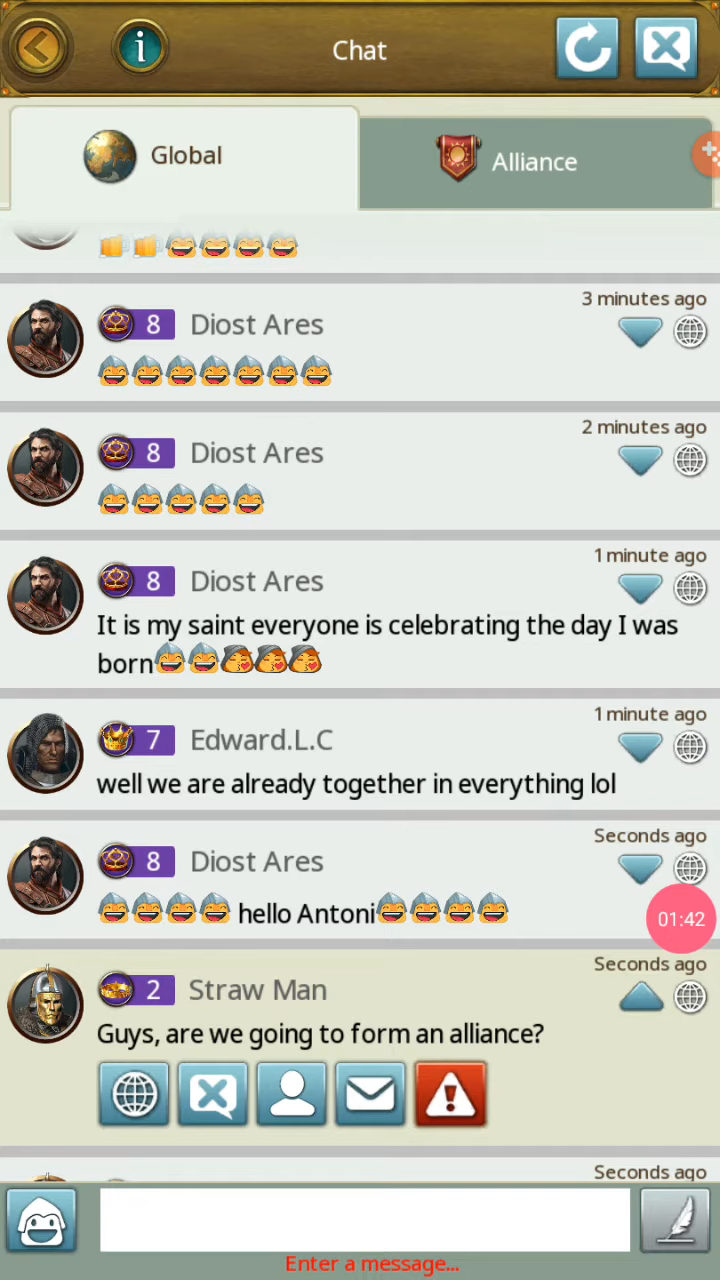 Chat
Global
Alliance
3 minutes ago
8 Diost Ares
2 minutes ago
8 Diost Ares
1 minute ago
8 Diost Ares
It is my saint everyone is celebrating the day I was
born
1 minute ago
7 Edward.L.C
well we are already together in everything lol
Seconds ago
8 Diost Ares
hello Antoni
01:42
Seconds ago
2 Straw Man
Guys, are we going to form an alliance?
Seconds ago
Enter a message...